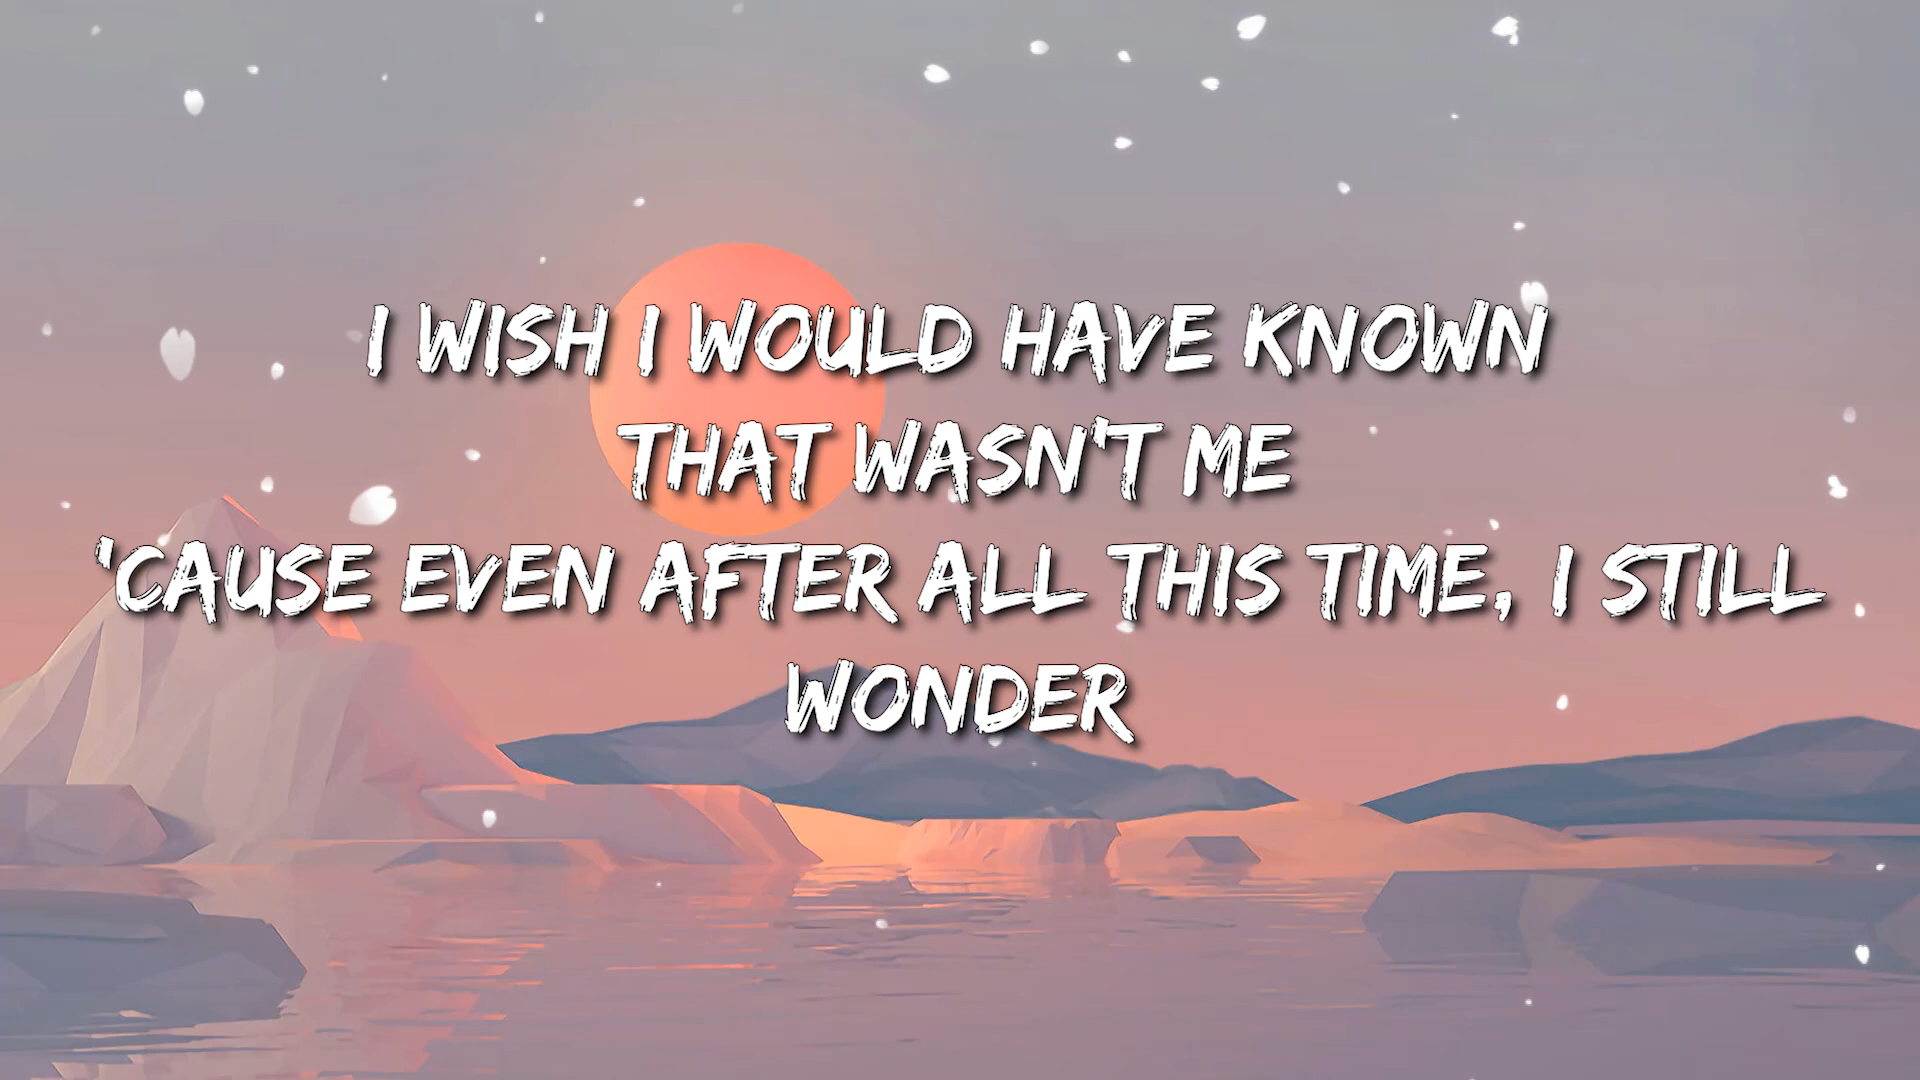 I WISH I WOULD HAVE KNOWN
THAT WASN'T ME
'CAUSE EVEN AFTER ALL THIS TIME, I STILL
WONDER